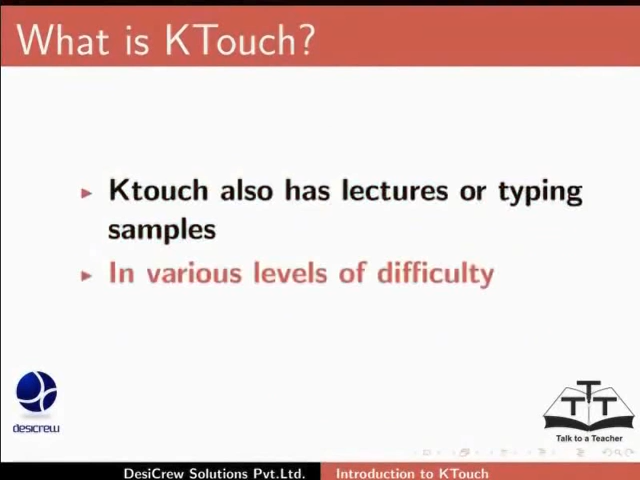 What is KTouch?
Ktouch also has lectures or typing
samples
In various levels of difficulty
desicrew
T T T
Talk to a Teacher
DesiCrew Solutions Pvt.Ltd. Introduction to KTouch